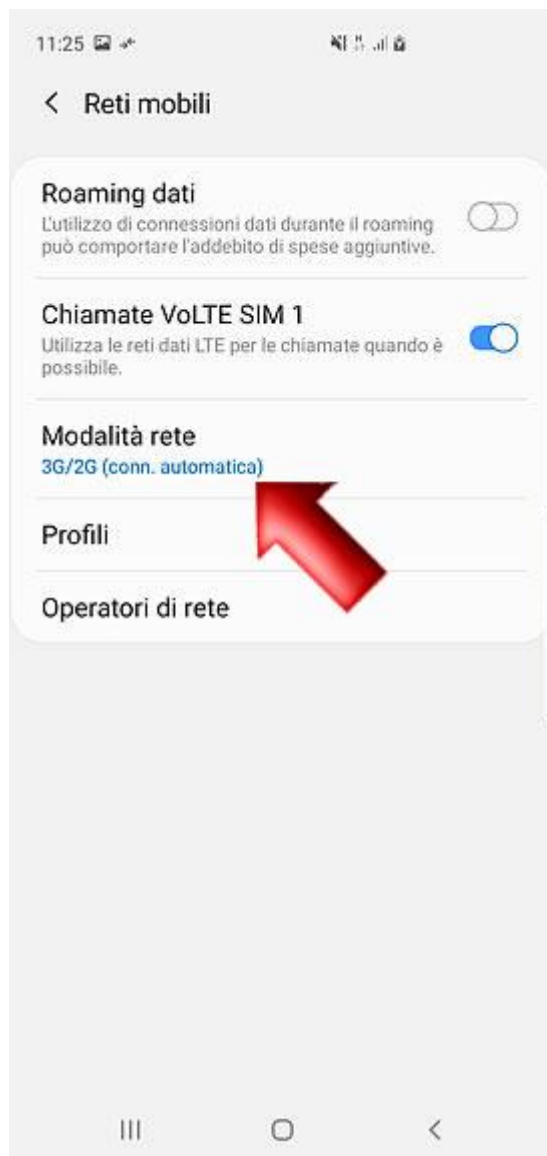 11:25
Reti mobili
Roaming dati
L'utilizzo di connessioni dati durante il roaming
può comportare l'addebito di spese aggiuntive.
Chiamate VoLTE SIM 1
Utilizza le reti dati LTE per le chiamate quando è
possibile.
Modalità rete
3G/2G (conn. automatica)
Profili
Operatori di rete